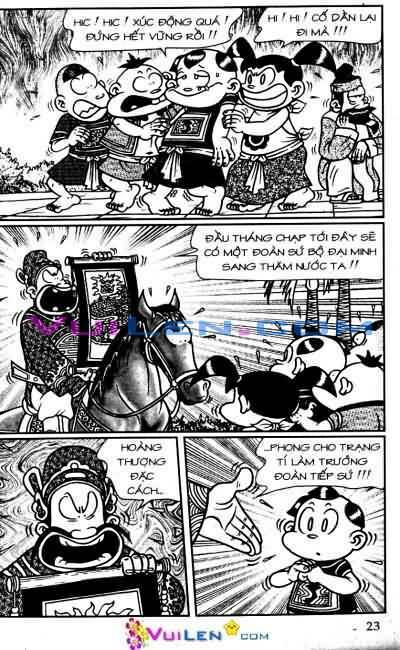 HIC! HIC! XÚC ĐỘNG QUÁ!
ĐỨNG HẾT VỮNG RỒI!!
HI! HI! CỐ DẰN LẠI
ĐI MÀ!!!
ĐẦU THÁNG CHẠP TỚI ĐÂY SẼ
CÓ MỘT ĐOÀN SỨ BỘ ĐẠI MINH
SANG THĂM NƯỚC TA!!
VUILEN.COM
HOÀNG
THƯỢNG
ĐẶC
CÁCH..
..PHONG CHO TRẠNG
TÍ LÀM TRƯỞNG
ĐOÀN TIẾP SỨ!!!
23
VUILEN.COM